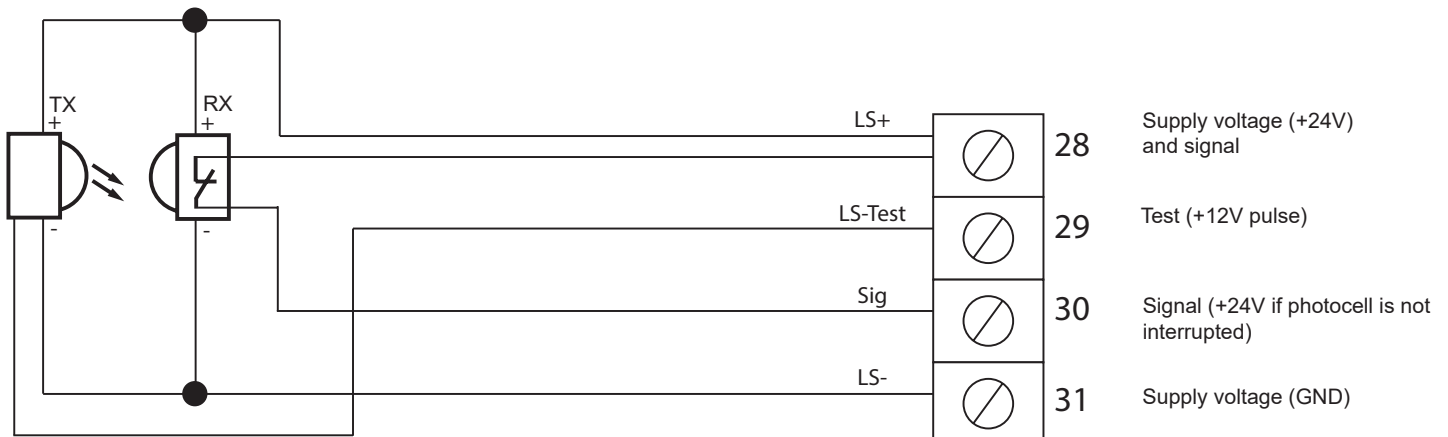 TX
+
-
RX
+
-
LS+
28
Supply voltage (+24V)
and signal
LS-Test
29
Test (+12V pulse)
Sig
30
Signal (+24V if photocell is not
interrupted)
LS-
31
Supply voltage (GND)